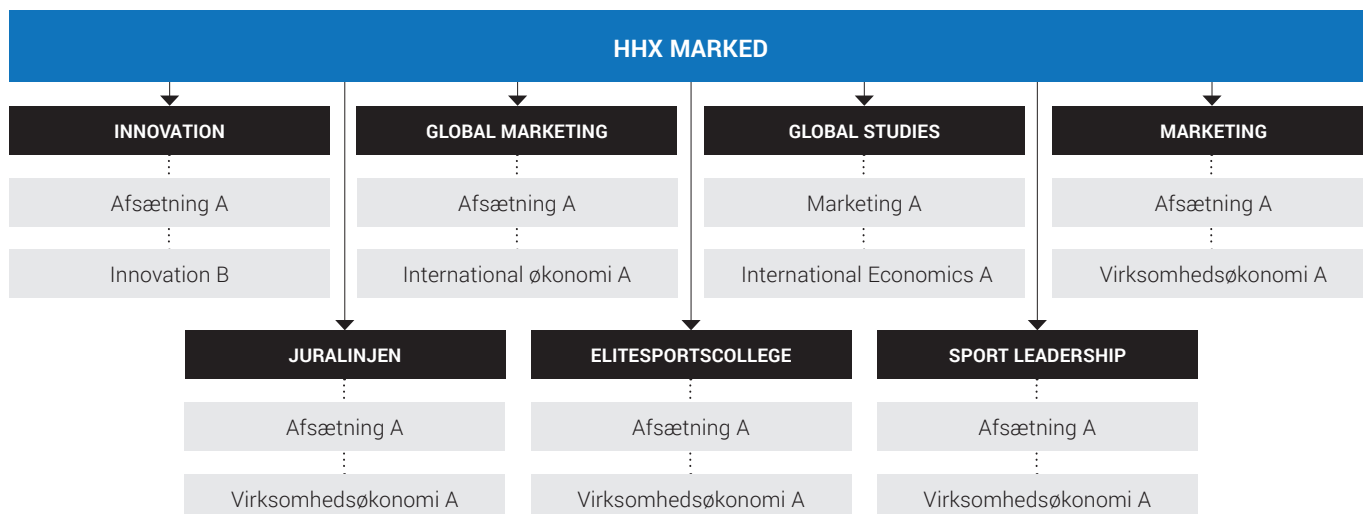 HHX MARKED
INNOVATION
Afsætning A
Innovation B
GLOBAL MARKETING
Afsætning A
International økonomi A
GLOBAL STUDIES
Marketing A
International Economics A
MARKETING
Afsætning A
Virksomhedsøkonomi A
JURALINJEN
Afsætning A
Virksomhedsøkonomi A
ELITESPORTSCOLLEGE
Afsætning A
Virksomhedsøkonomi A
SPORT LEADERSHIP
Afsætning A
Virksomhedsøkonomi A